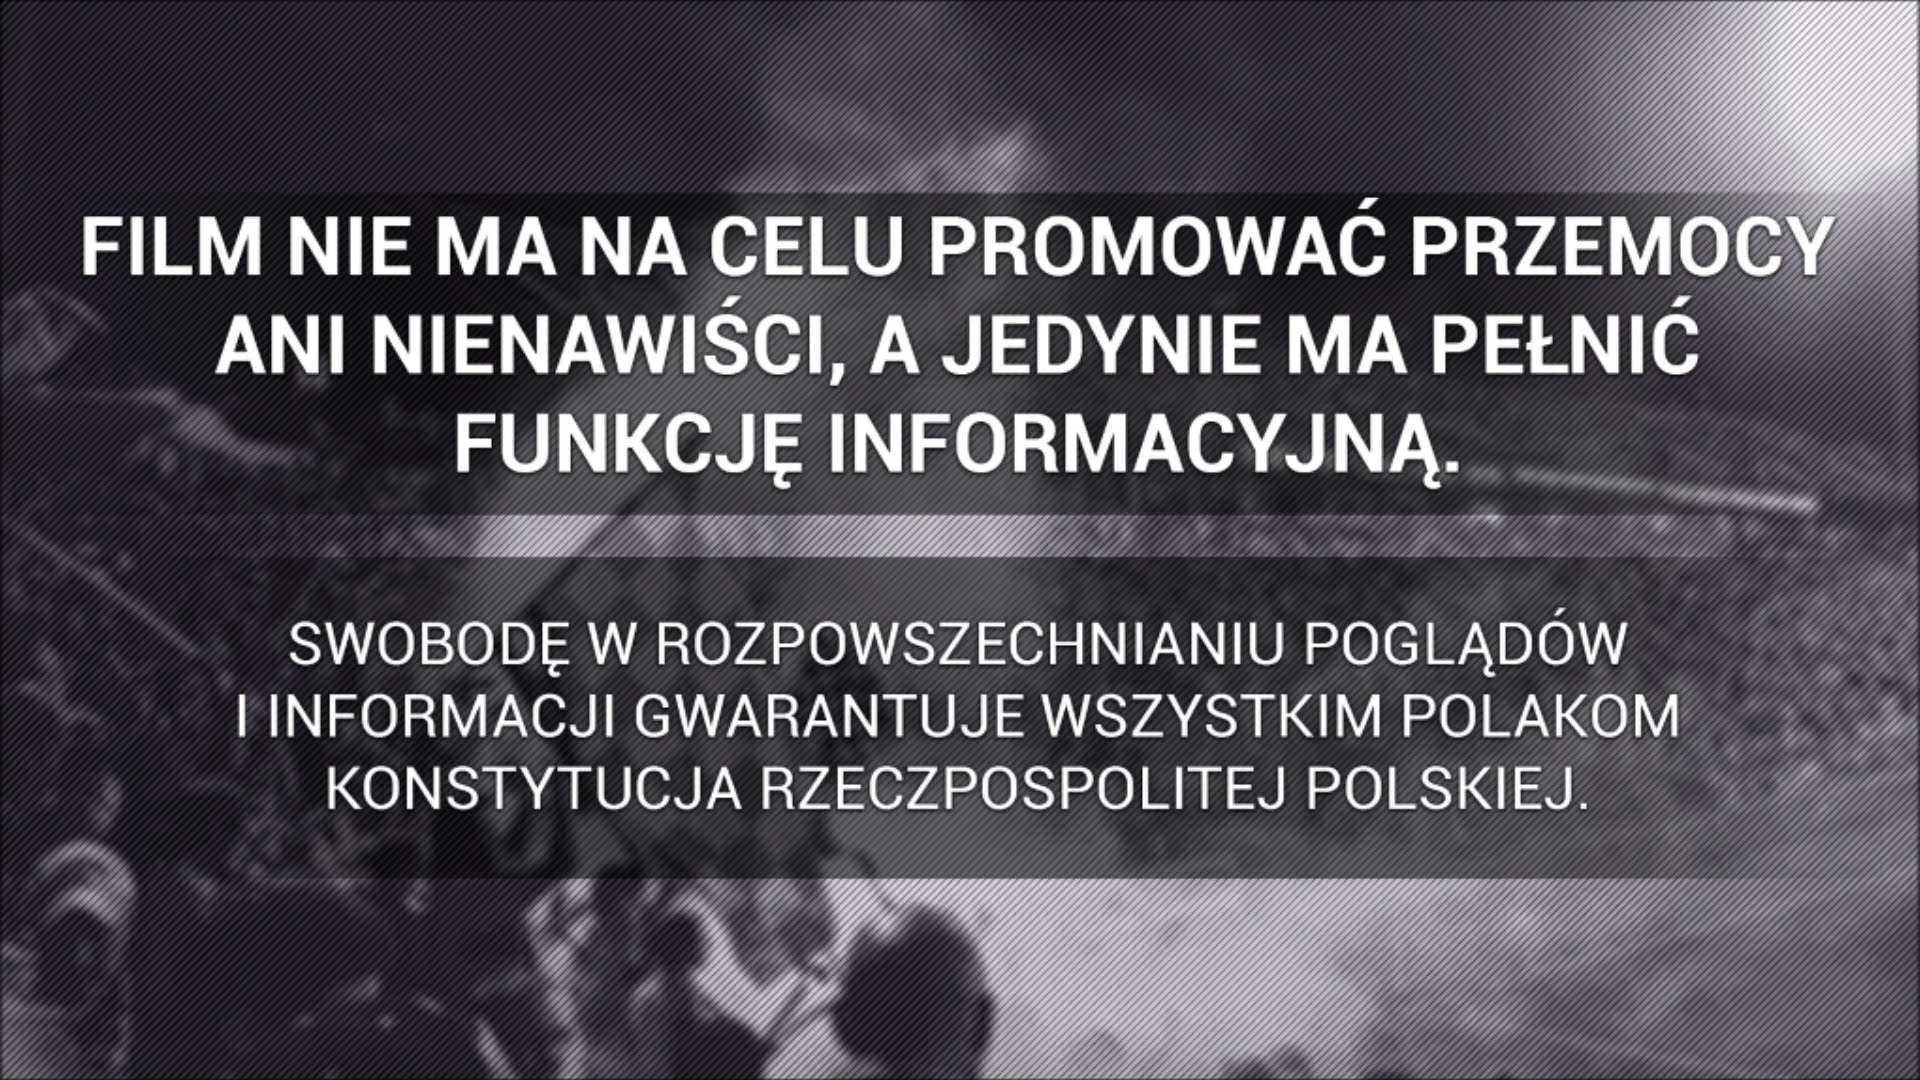 FILM NIE MA NA CELU PROMOWAĆ PRZEMOCY
ANI NIENAWIŚCI, A JEDYNIE MA PEŁNIĆ
FUNKCJĘ INFORMACYJNĄ.
SWOBODĘ W ROZPOWSZECHNIANIU POGLĄDÓW
I INFORMACJI GWARANTUJE WSZYSTKIM POLAKOM
KONSTYTUCJA RZECZPOSPOLITEJ POLSKIEJ.